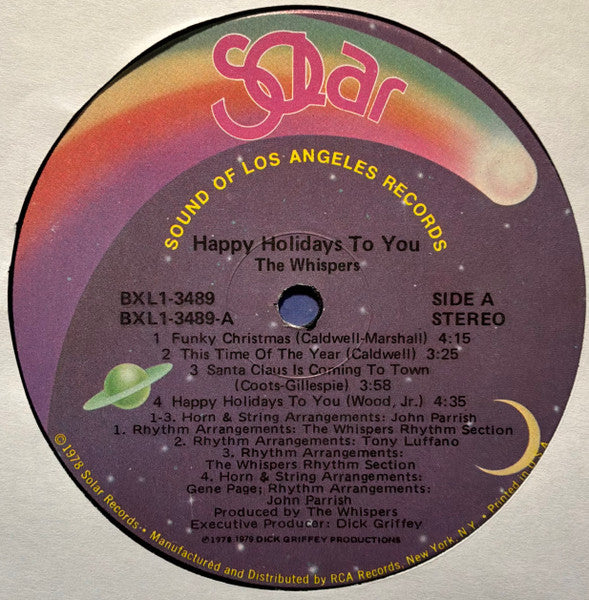 Solar
SOUND OF LOS ANGELES RECORDS
Happy Holidays To You
The Whispers
BXL1-3489
SIDE A
BXL1-3489-A
STEREO
1 Funky Christmas (Caldwell-Marshall) 4:15
2 This Time Of The Year (Caldwell) 3:25
3 Santa Claus Is Coming To Town
(Coots-Gillespie) 3:58
4 Happy Holidays To You (Wood, Jr.) 4:35
1-3. Horn & String Arrangements: John Parrish
1. Rhythm Arrangements: The Whispers Rhythm Section
2. Rhythm Arrangements: Tony Luffano
3. Rhythm Arrangements:
The Whispers Rhythm Section
4. Horn & String Arrangements:
Gene Page; Rhythm Arrangements:
John Parrish
Produced by The Whispers
Executive Producer: Dick Griffey
℗1978 1979 DICK GRIFFEY PRODUCTIONS
©1978 Solar Records • Manufactured and Distributed by RCA Records, New York, N.Y. • Printed in U.S.A.